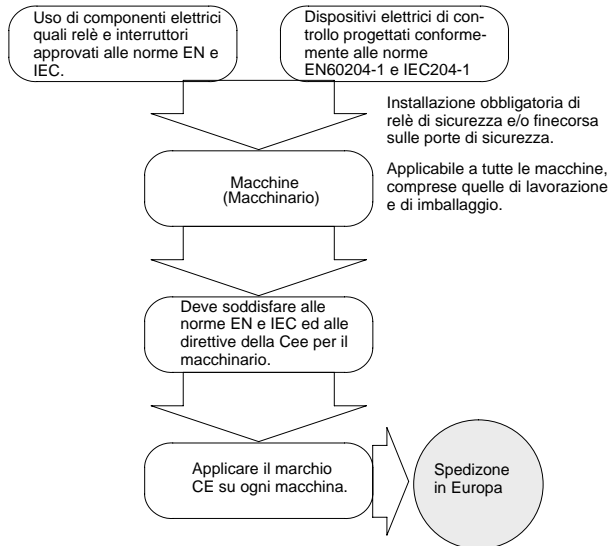 Uso di componenti elettrici
quali relè e interruttori
approvati alle norme EN e
IEC.
Dispositivi elettrici di con-
trollo progettati conforme-
mente alle norme
EN60204-1 e IEC204-1
Installazione obbligatoria di
relè di sicurezza e/o finecorsa
sulle porte di sicurezza.
Macchine
(Macchinario)
Applicabile a tutte le macchine,
comprese quelle di lavorazione
e di imballaggio.
Deve soddisfare alle
norme EN e IEC ed alle
direttive della Cee per il
macchinario.
Applicare il marchio
CE su ogni macchina.
Spedizone
in Europa